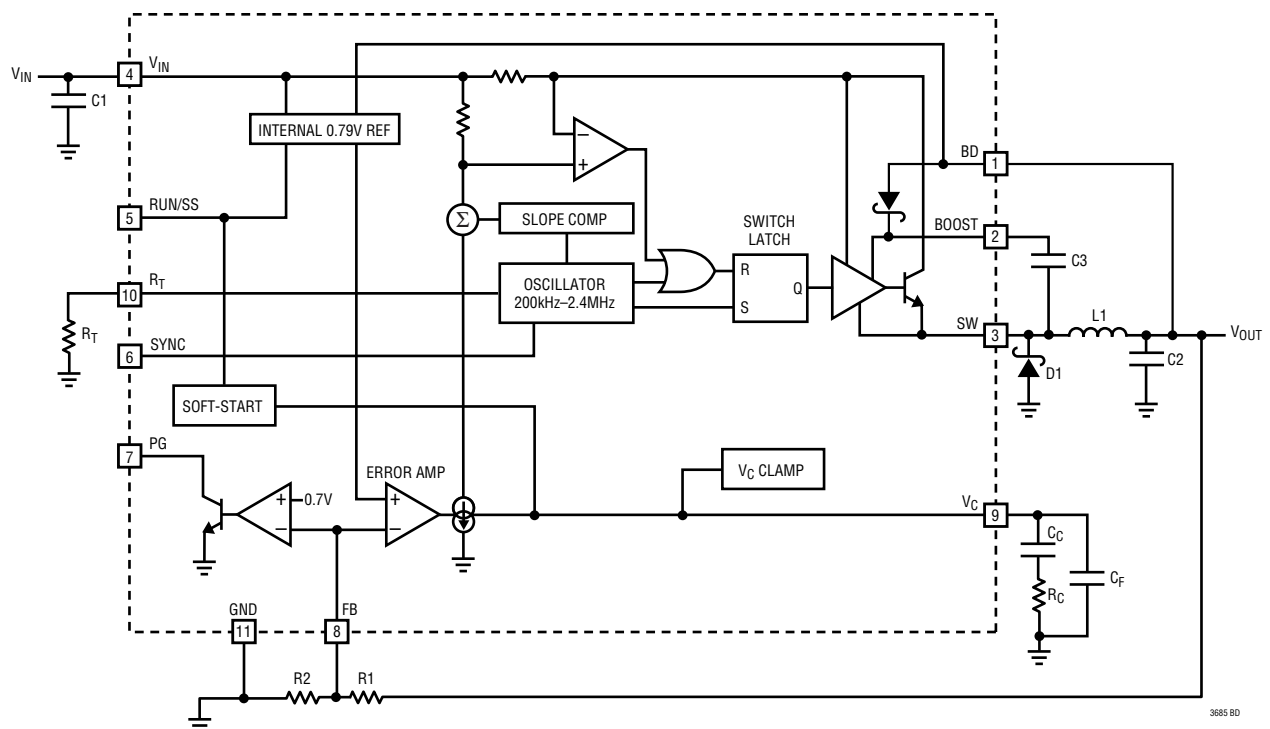 V_IN
4
V_IN
C1
INTERNAL 0.79V REF
−
+
BD
1
5
RUN/SS
Σ
SLOPE COMP
SWITCH
LATCH
BOOST
2
C3
10
R_T
OSCILLATOR
200kHz–2.4MHz
R
Q
S
R_T
6
SYNC
SW
3
L1
V_OUT
D1
C2
SOFT-START
7
PG
ERROR AMP
V_C CLAMP
+
0.7V
−
+
−
V_C
9
C_C
C_F
R_C
GND
11
FB
8
R2
R1
3685 BD